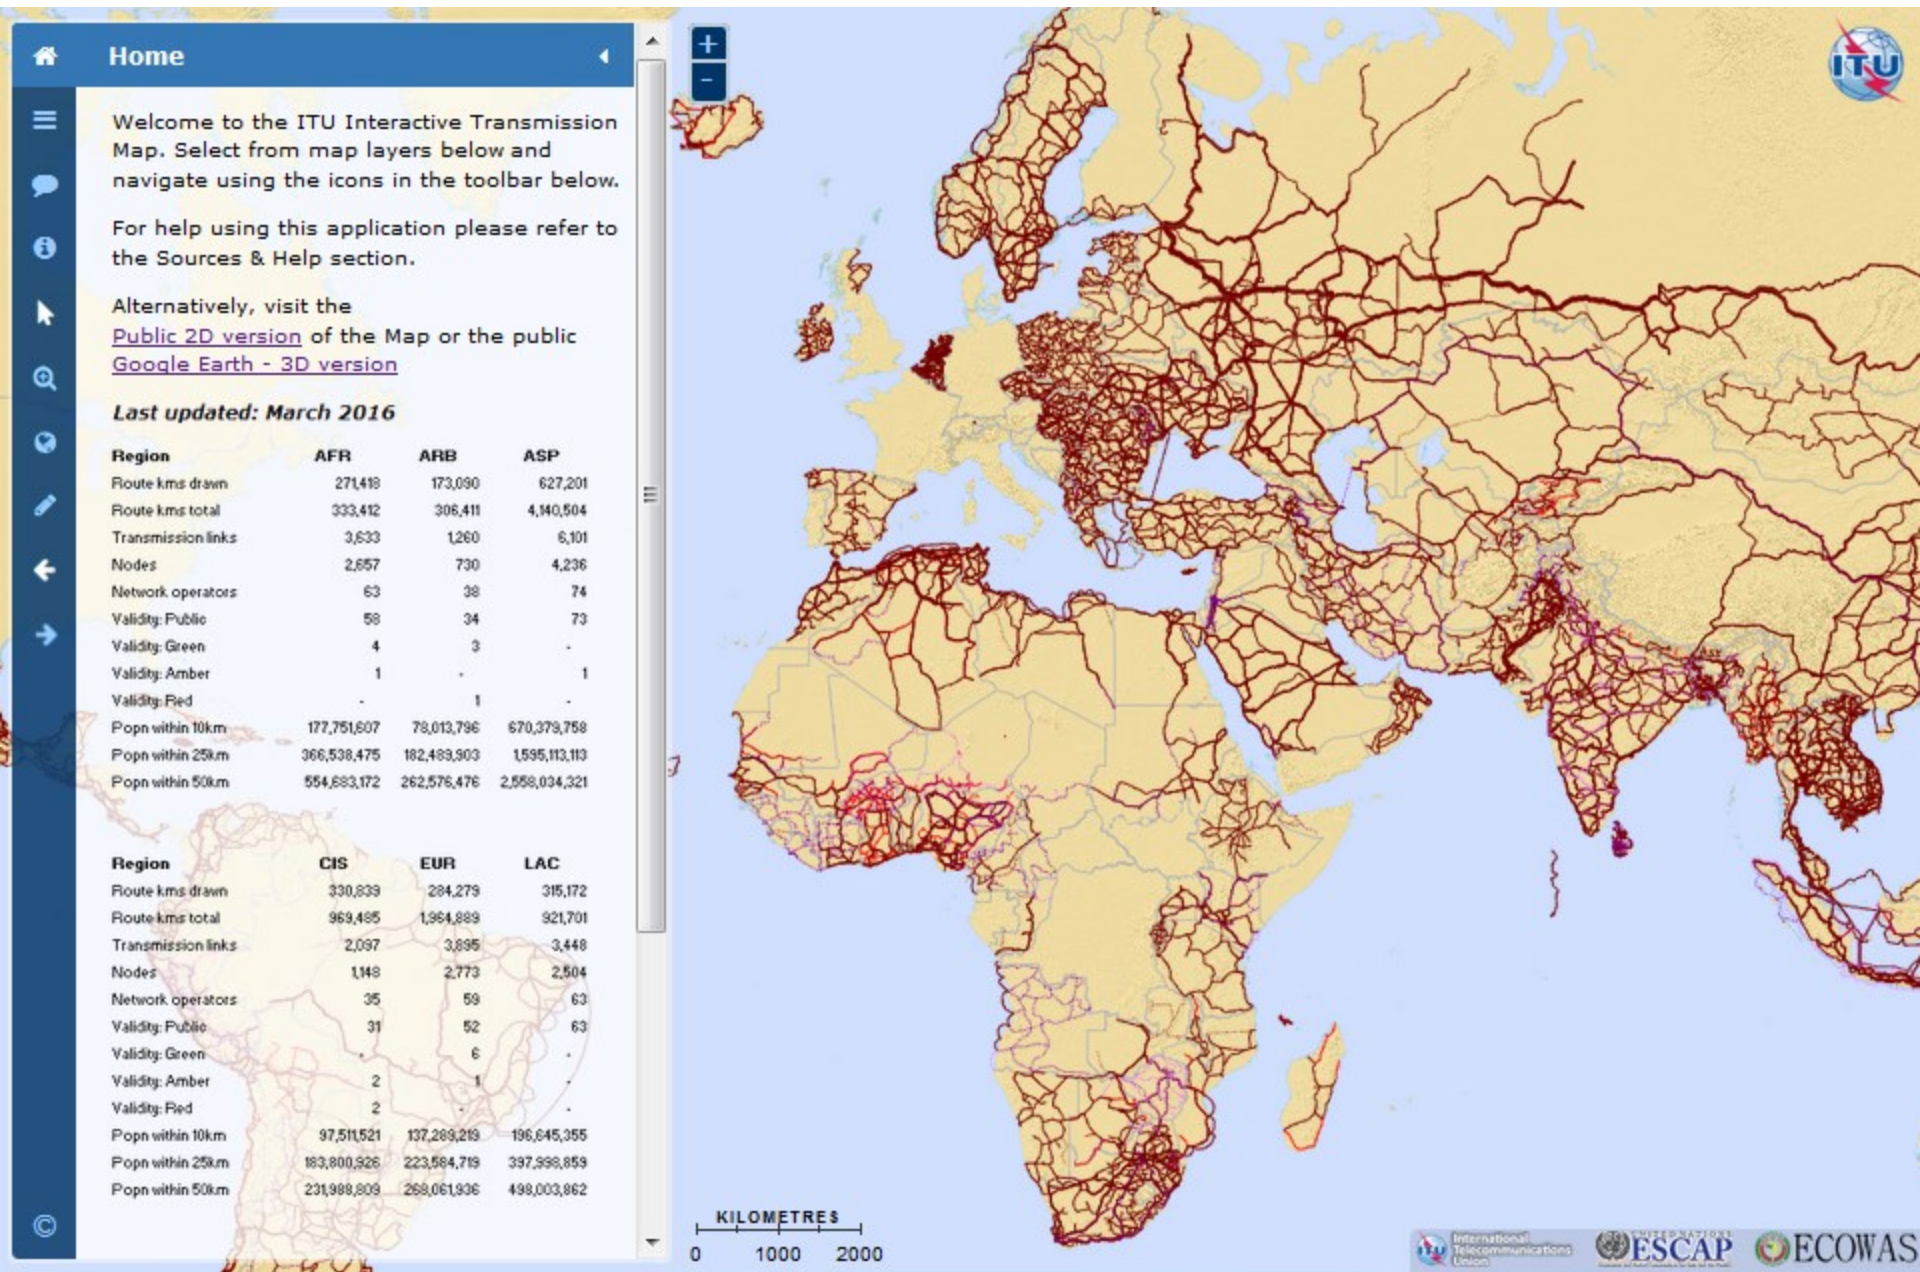 Home
Welcome to the ITU Interactive Transmission
Map. Select from map layers below and
navigate using the icons in the toolbar below.
For help using this application please refer to
the Sources & Help section.
Alternatively, visit the
Public 2D version of the Map or the public
Google Earth - 3D version
Last updated: March 2016
Region AFR ARB ASP
Route kms drawn 271,418 173,090 627,201
Route kms total 333,412 306,411 4,140,504
Transmission links 3,633 1,260 6,101
Nodes 2,657 730 4,236
Network operators 63 38 74
Validity: Public 58 34 73
Validity: Green 4 3 -
Validity: Amber 1 - 1
Validity: Red - 1 -
Popn within 10km 177,751,607 78,013,796 670,379,758
Popn within 25km 366,538,475 182,489,903 1,595,113,113
Popn within 50km 554,683,172 262,576,476 2,558,034,321
Region CIS EUR LAC
Route kms drawn 330,839 284,279 315,172
Route kms total 969,485 1,964,889 921,701
Transmission links 2,097 3,895 3,448
Nodes 1,148 2,773 2,504
Network operators 35 59 63
Validity: Public 31 52 63
Validity: Green - 6 -
Validity: Amber 2 1 -
Validity: Red 2 - -
Popn within 10km 97,511,521 137,289,219 196,645,355
Popn within 25km 183,800,926 223,584,719 397,998,859
Popn within 50km 231,988,809 268,061,936 498,003,862
+
-
ITU
KILOMETRES
0 1000 2000
ITU
International
Telecommunications
Union
UNITED NATIONS
ESCAP
ECOWAS
©